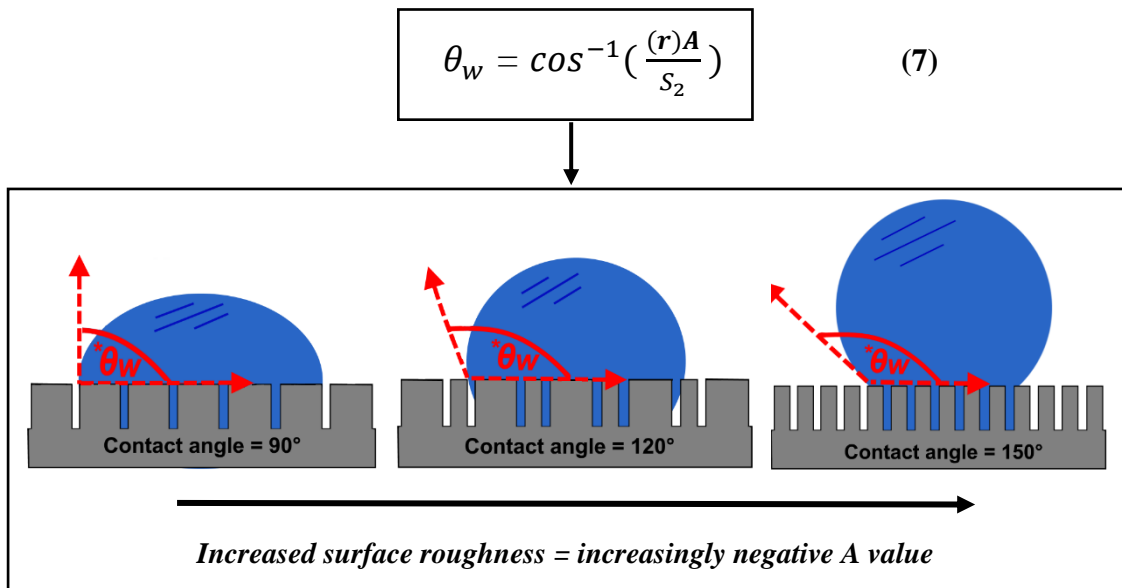 θ_w = cos⁻¹( (r)A / S₂ ) (7)
*θw
*θw
*θw
Contact angle = 90°
Contact angle = 120°
Contact angle = 150°
Increased surface roughness = increasingly negative A value